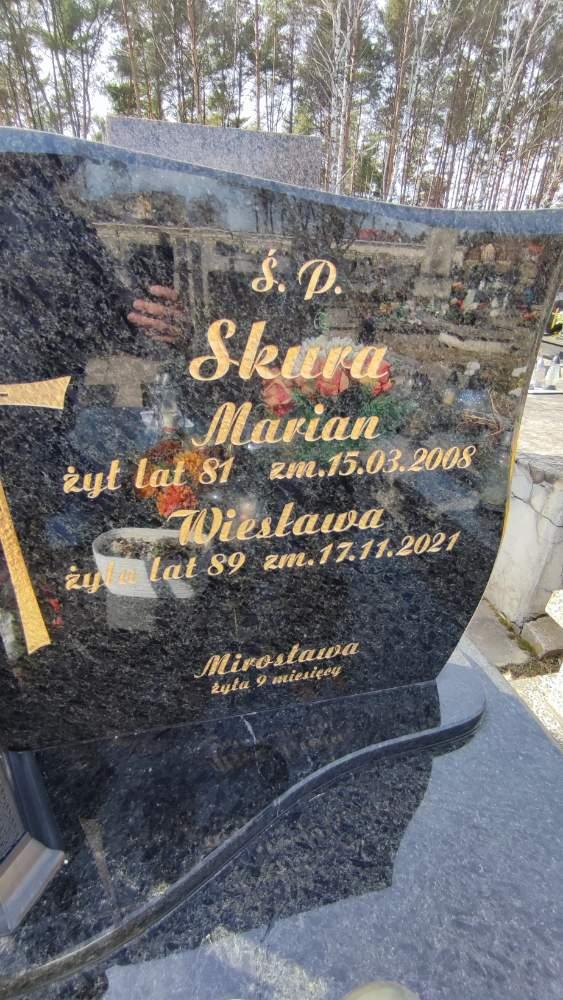 Ś. P.
Skura
Marian
żył lat 81 zm.15.03.2008
Wiesława
żyła lat 89 zm.17.11.2021
Mirosława
żyła 9 miesięcy